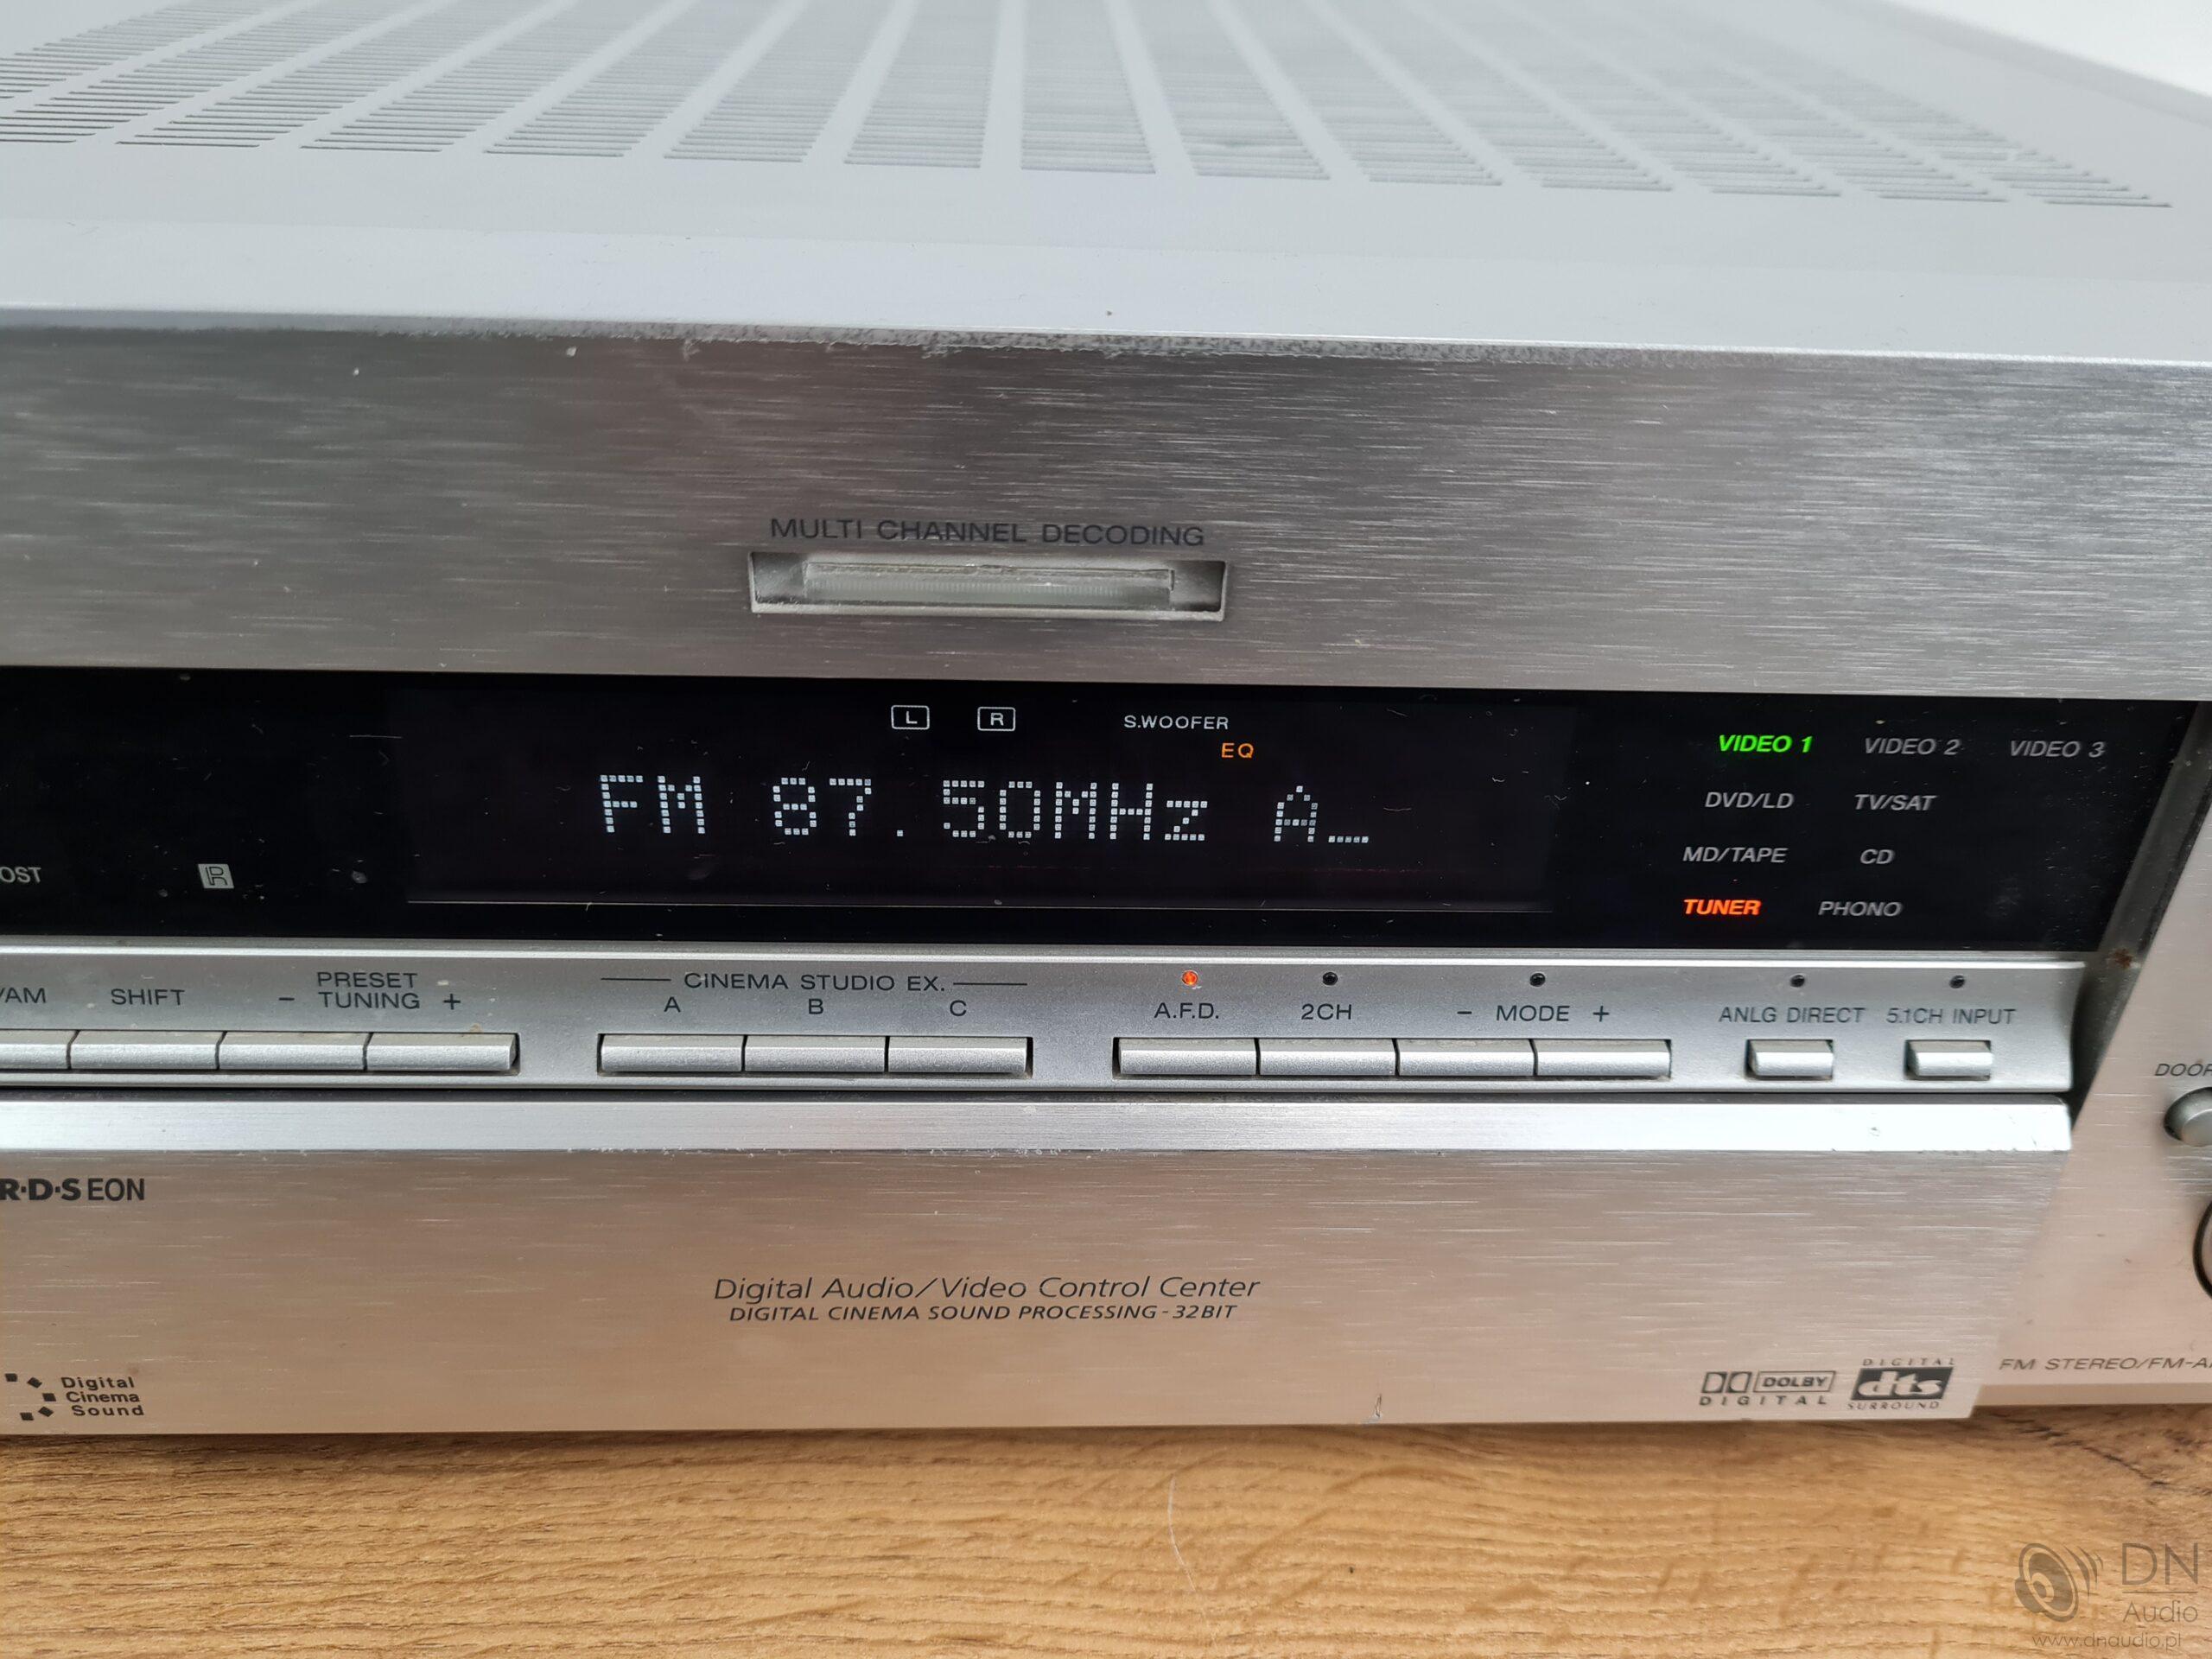 MULTI CHANNEL DECODING
L R S.WOOFER
EQ
FM 87.50MHz A_
VIDEO 1 VIDEO 2 VIDEO 3
DVD/LD TV/SAT
MD/TAPE CD
TUNER PHONO
OST
R
/AM SHIFT - PRESET TUNING +
CINEMA STUDIO EX.
A B C
A.F.D. 2CH - MODE + ANLG DIRECT 5.1CH INPUT
DOOR
R·D·S EON
Digital Audio/Video Control Center
DIGITAL CINEMA SOUND PROCESSING-32BIT
Digital
Cinema
Sound
DOLBY
DIGITAL
DIGITAL
dts
SURROUND
FM STEREO/FM-A
DN
Audio
www.dnaudio.pl